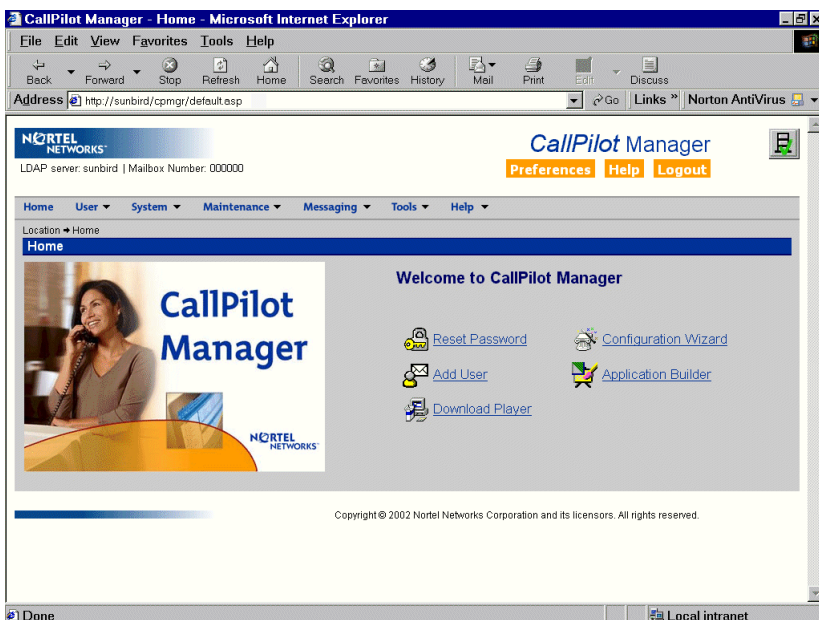 CallPilot Manager - Home - Microsoft Internet Explorer
File Edit View Favorites Tools Help
Back Forward Stop Refresh Home Search Favorites History Mail Print Edit Discuss
Address http://sunbird/cpmgr/default.asp Go Links » Norton AntiVirus
NORTEL
NETWORKS™
CallPilot Manager
LDAP server: sunbird | Mailbox Number: 000000
Preferences Help Logout
Home User System Maintenance Messaging Tools Help
Location → Home
Home
CallPilot
Manager
NORTEL
NETWORKS™
Welcome to CallPilot Manager
Reset Password Configuration Wizard
Add User Application Builder
Download Player
Copyright © 2002 Nortel Networks Corporation and its licensors. All rights reserved.
Done Local intranet